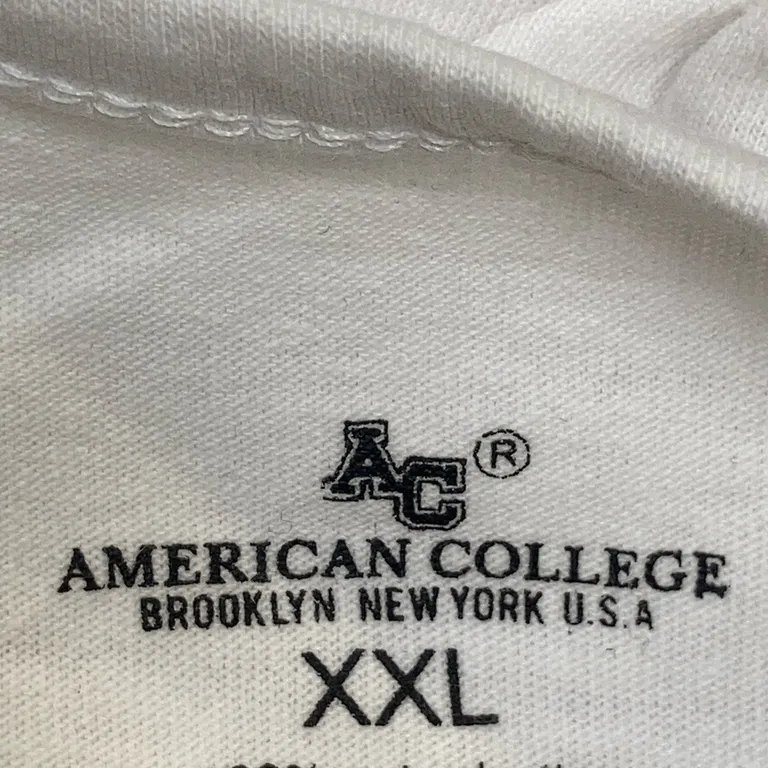 AC®
AMERICAN COLLEGE
BROOKLYN NEW YORK U.S.A
XXL